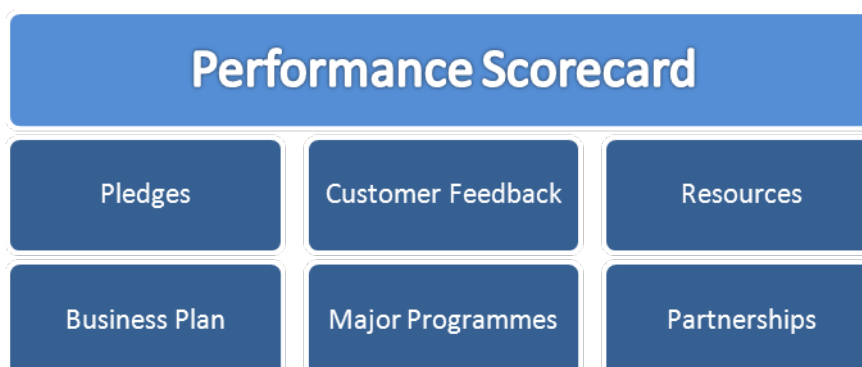 Performance Scorecard
Pledges
Customer Feedback
Resources
Business Plan
Major Programmes
Partnerships